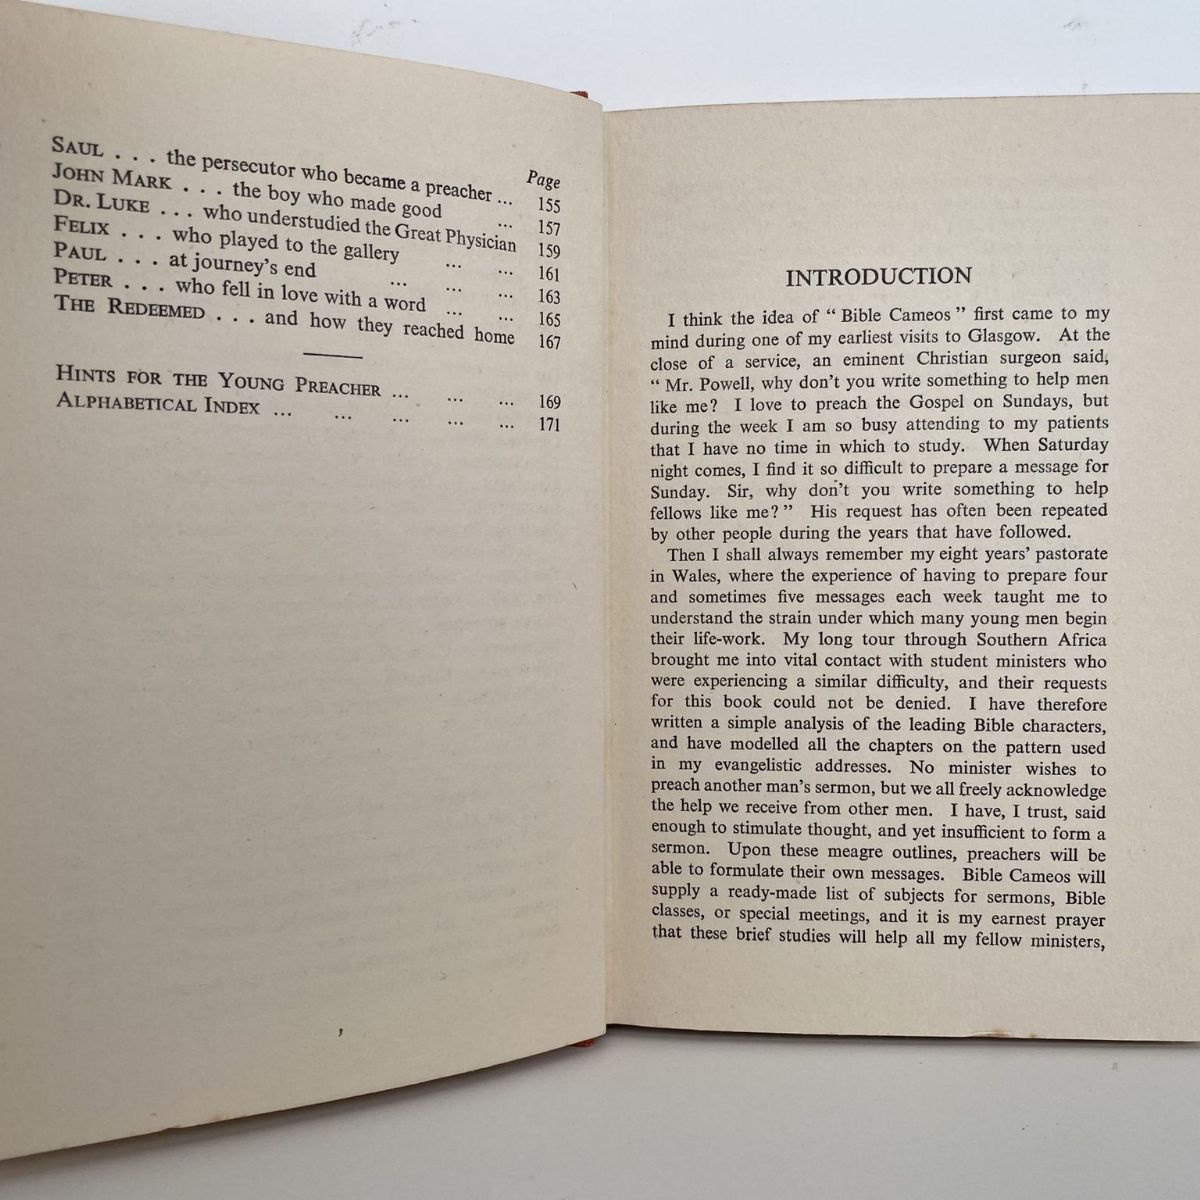 Page
SAUL . . . the persecutor who became a preacher ... 155
JOHN MARK . . . the boy who made good ... 157
DR. LUKE . . . who understudied the Great Physician 159
FELIX . . . who played to the gallery ... ... 161
PAUL . . . at journey's end ... ... ... 163
PETER . . . who fell in love with a word ... ... 165
THE REDEEMED . . . and how they reached home 167
HINTS FOR THE YOUNG PREACHER ... ... ... 169
ALPHABETICAL INDEX ... ... ... ... ... 171
INTRODUCTION
I think the idea of “ Bible Cameos ” first came to my
mind during one of my earliest visits to Glasgow. At the
close of a service, an eminent Christian surgeon said,
“ Mr. Powell, why don't you write something to help men
like me? I love to preach the Gospel on Sundays, but
during the week I am so busy attending to my patients
that I have no time in which to study. When Saturday
night comes, I find it so difficult to prepare a message for
Sunday. Sir, why don't you write something to help
fellows like me? ” His request has often been repeated
by other people during the years that have followed.
Then I shall always remember my eight years' pastorate
in Wales, where the experience of having to prepare four
and sometimes five messages each week taught me to
understand the strain under which many young men begin
their life-work. My long tour through Southern Africa
brought me into vital contact with student ministers who
were experiencing a similar difficulty, and their requests
for this book could not be denied. I have therefore
written a simple analysis of the leading Bible characters,
and have modelled all the chapters on the pattern used
in my evangelistic addresses. No minister wishes to
preach another man's sermon, but we all freely acknowledge
the help we receive from other men. I have, I trust, said
enough to stimulate thought, and yet insufficient to form a
sermon. Upon these meagre outlines, preachers will be
able to formulate their own messages. Bible Cameos will
supply a ready-made list of subjects for sermons, Bible
classes, or special meetings, and it is my earnest prayer
that these brief studies will help all my fellow ministers,